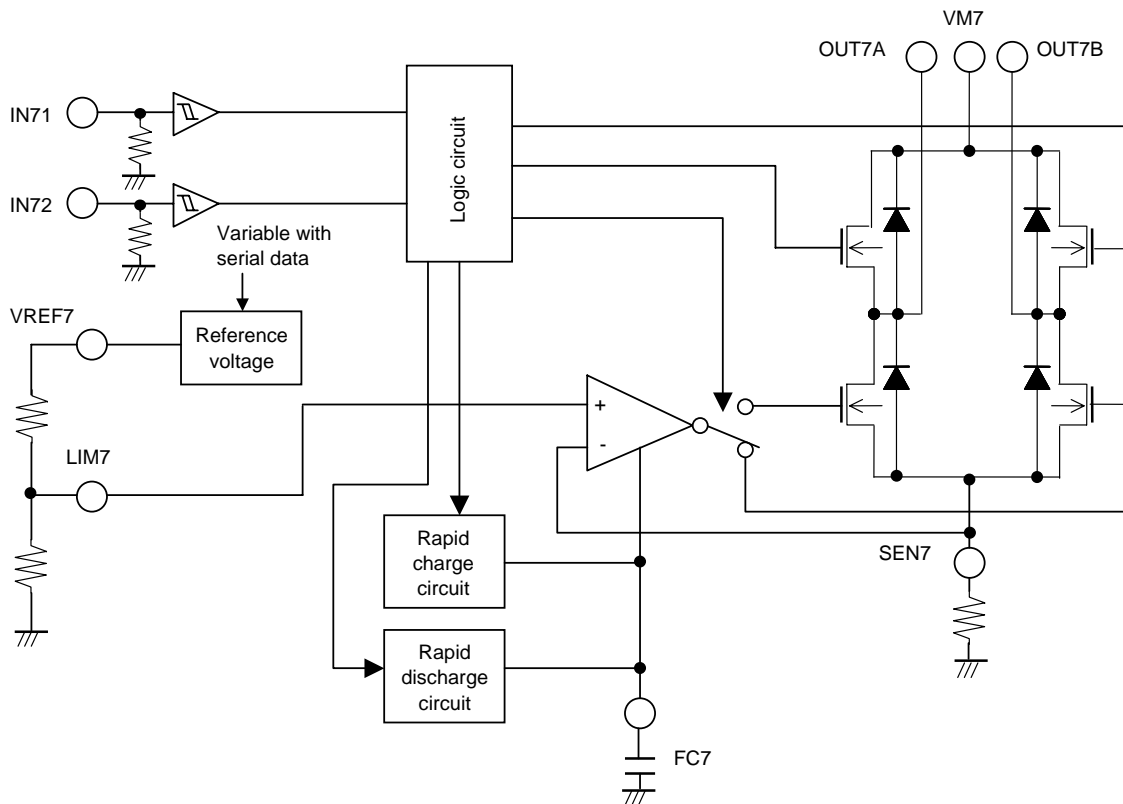 VM7
OUT7A
OUT7B
IN71
IN72
Logic circuit
Variable with
serial data
VREF7
Reference
voltage
+
-
LIM7
Rapid
charge
circuit
SEN7
Rapid
discharge
circuit
FC7